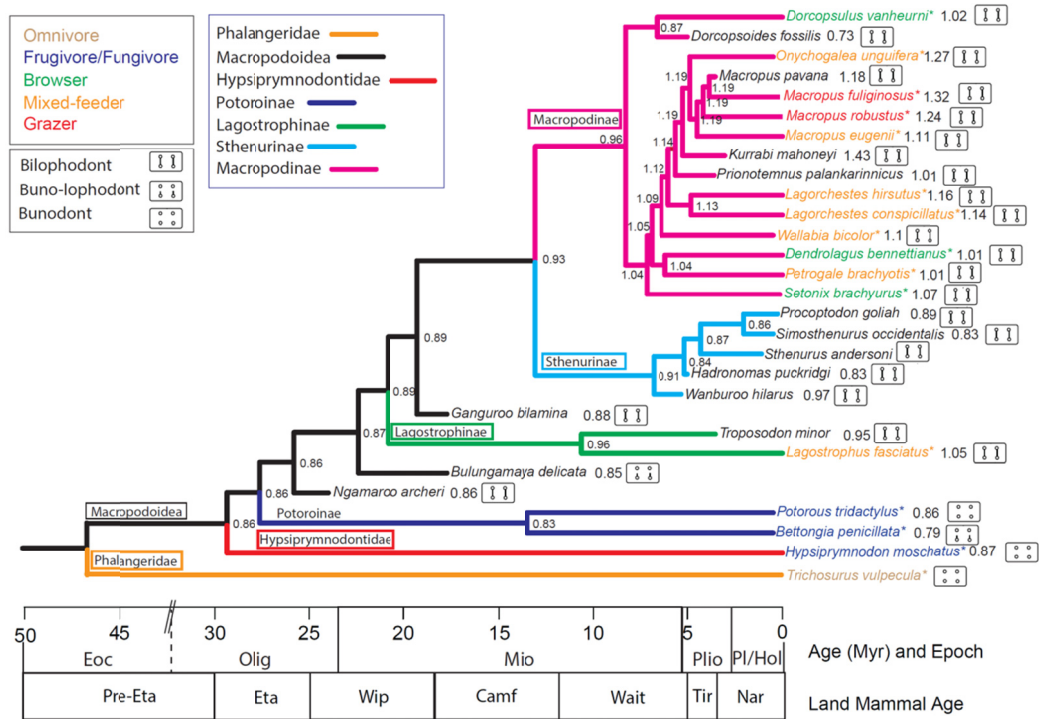 Omnivore
Frugivore/Fungivore
Browser
Mixed-feeder
Grazer
Bilophodont
Buno-lophodont
Bunodont
Phalangeridae
Macropodoidea
Hypsiprymnodontidae
Potoroinae
Lagostrophinae
Sthenurinae
Macropodinae
Dorcopsulus vanheurni* 1.02
0.87
Dorcopsoides fossilis 0.73
Onychogalea unguifera* 1.27
1.19
Macropus pavana 1.18
1.19
Macropus fuliginosus* 1.32
1.19
Macropus robustus* 1.24
1.19
1.19
Macropodinae
0.96
Macropus eugenii* 1.11
1.14
Kurrabi mahoneyi 1.43
1.12
Prionotemnus palankarinnicus 1.01
Lagorchestes hirsutus* 1.16
1.09
1.13
Lagorchestes conspicillatus* 1.14
1.05
Wallabia bicolor* 1.1
Dendrolagus bennettianus* 1.01
0.93
1.04
1.04
Petrogale brachyotis* 1.01
Setonix brachyurus* 1.07
Procoptodon goliah 0.89
0.86
Simosthenurus occidentalis 0.83
0.89
0.87
Sthenurus andersoni
Sthenurinae
0.84
0.91
Hadronomas puckridgi 0.83
Wanburoo hilarus 0.97
0.89
Ganguroo bilamina 0.88
0.87
Lagostrophinae
Troposodon minor 0.95
0.96
Lagostrophus fasciatus* 1.05
0.86
Bulungamaya delicata 0.85
0.86
Ngamaroo archeri 0.86
Macropodoidea
0.86
Potoroinae
Potorous tridactylus* 0.86
0.83
Bettongia penicillata* 0.79
Hypsiprymnodontidae
Hypsiprymnodon moschatus* 0.87
Phalangeridae
Trichosurus vulpecula*
50 45 30 25 20 15 10 5 0
Age (Myr) and Epoch
Eoc Olig Mio Plio Pl/Hol
Pre-Eta Eta Wip Camf Wait Tir Nar
Land Mammal Age